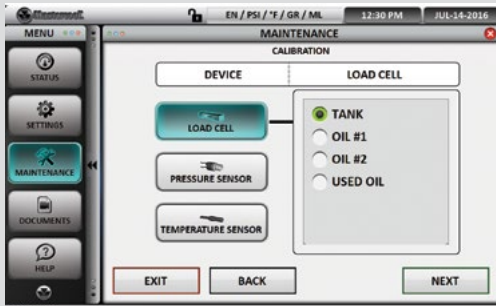 Mastercool
EN / PSI / °F / GR / ML
12:30 PM
JUL-14-2016
MENU
MAINTENANCE
CALIBRATION
DEVICE
LOAD CELL
STATUS
SETTINGS
MAINTENANCE
DOCUMENTS
HELP
LOAD CELL
PRESSURE SENSOR
TEMPERATURE SENSOR
TANK
OIL #1
OIL #2
USED OIL
EXIT
BACK
NEXT